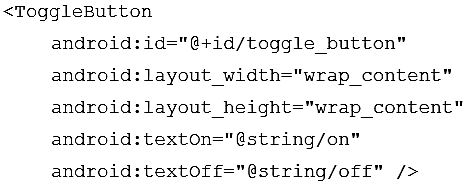 <ToggleButton
    android:id="@+id/toggle_button"
    android:layout_width="wrap_content"
    android:layout_height="wrap_content"
    android:textOn="@string/on"
    android:textOff="@string/off" />